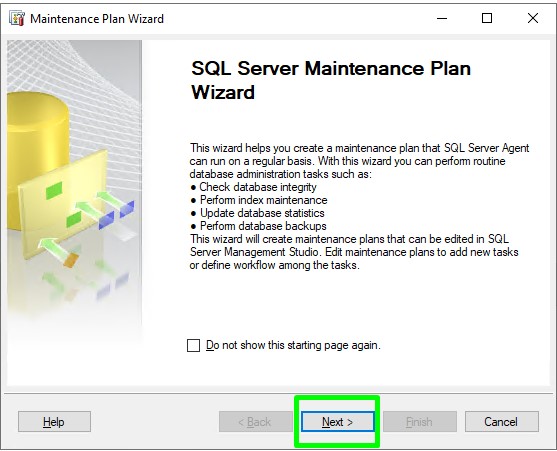 Maintenance Plan Wizard
SQL Server Maintenance Plan
Wizard
This wizard helps you create a maintenance plan that SQL Server Agent
can run on a regular basis. With this wizard you can perform routine
database administration tasks such as:
● Check database integrity
● Perform index maintenance
● Update database statistics
● Perform database backups
This wizard will create maintenance plans that can be edited in SQL
Server Management Studio. Edit maintenance plans to add new tasks
or define workflow among the tasks.
Do not show this starting page again.
Help
< Back
Next >
Finish
Cancel